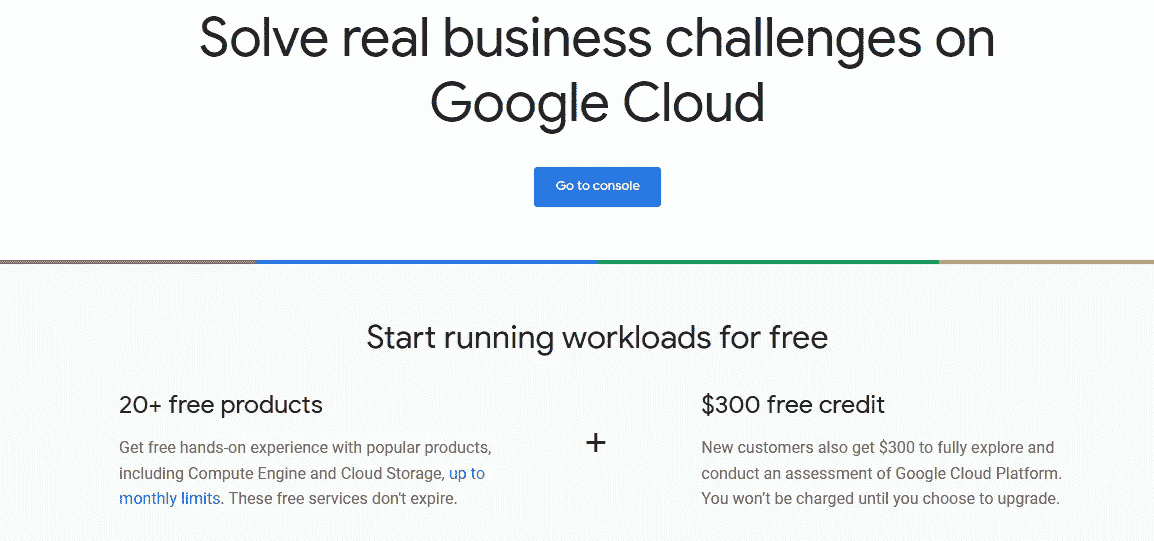 Solve real business challenges on
Google Cloud
Go to console
Start running workloads for free
20+ free products
Get free hands-on experience with popular products,
including Compute Engine and Cloud Storage, up to
monthly limits. These free services don't expire.
+
$300 free credit
New customers also get $300 to fully explore and
conduct an assessment of Google Cloud Platform.
You won’t be charged until you choose to upgrade.